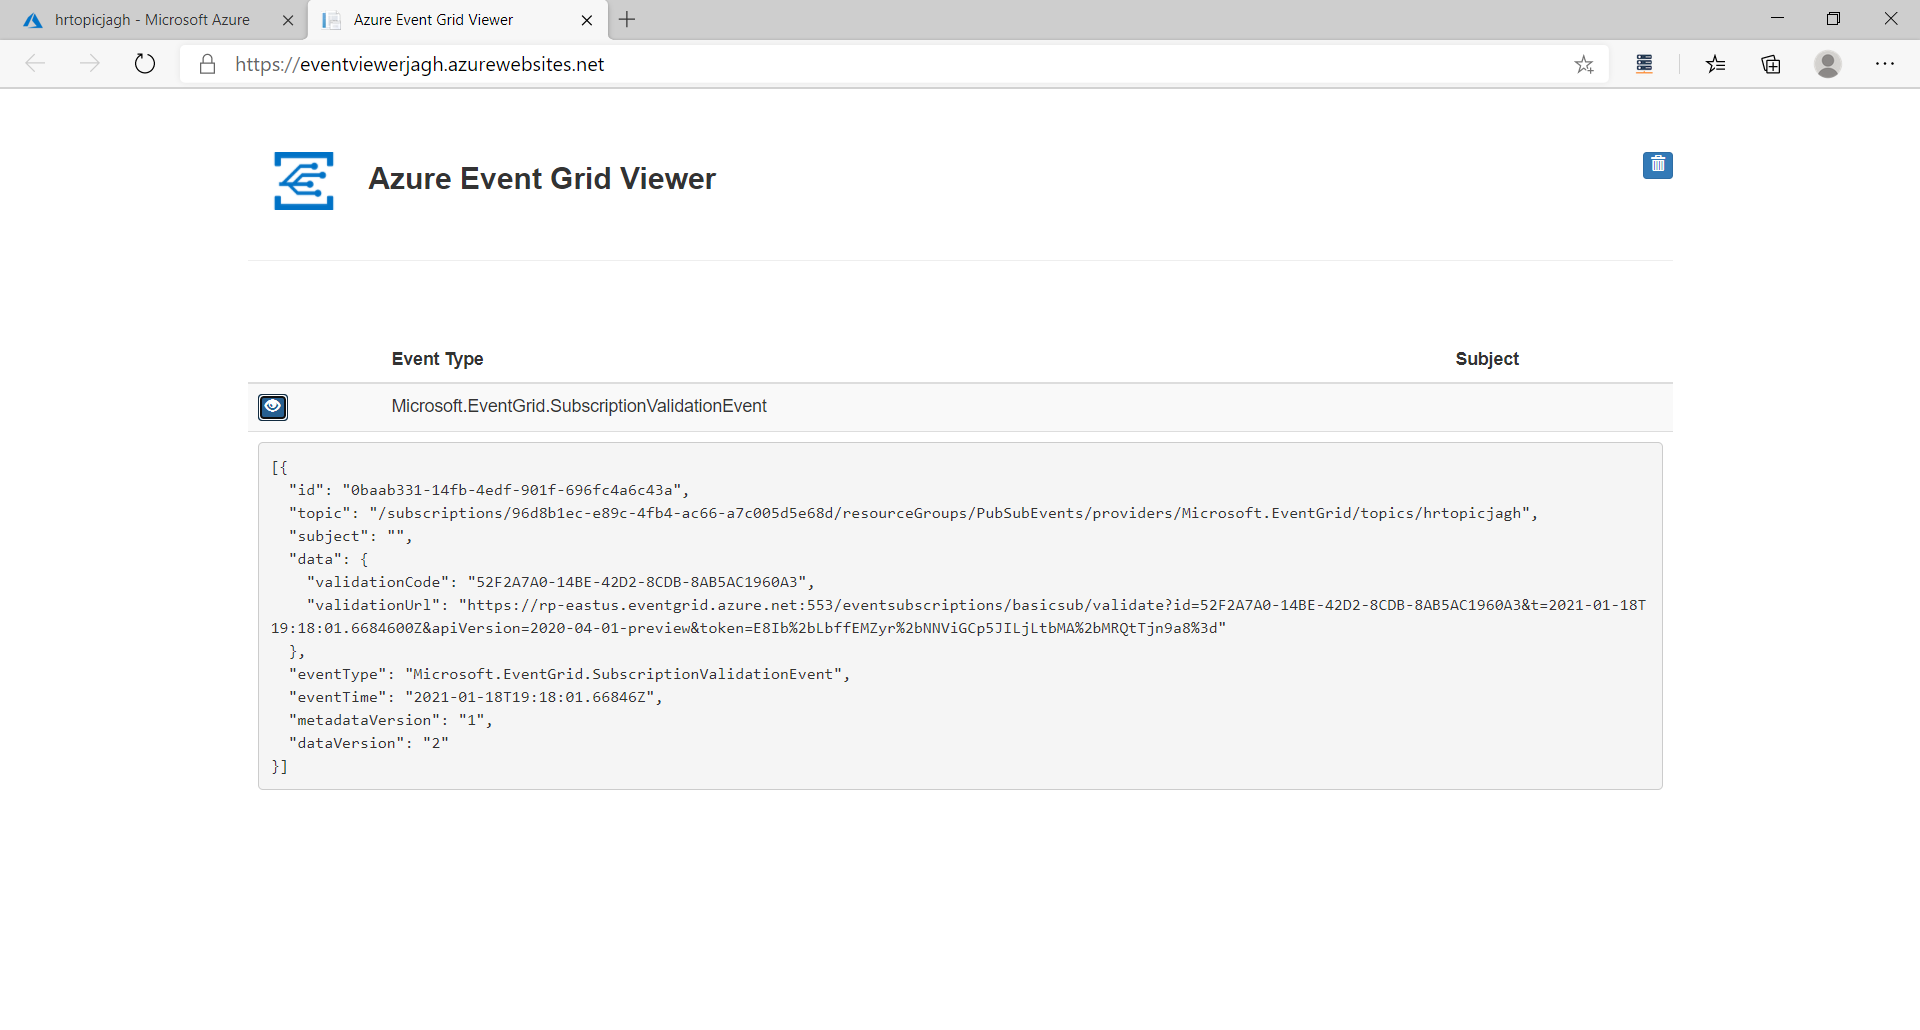 hrtopicjagh - Microsoft Azure
Azure Event Grid Viewer
https://eventviewerjagh.azurewebsites.net
Azure Event Grid Viewer
Event Type Subject
Microsoft.EventGrid.SubscriptionValidationEvent
[{
"id": "0baab331-14fb-4edf-901f-696fc4a6c43a",
"topic": "/subscriptions/96d8b1ec-e89c-4fb4-ac66-a7c005d5e68d/resourceGroups/PubSubEvents/providers/Microsoft.EventGrid/topics/hrtopicjagh",
"subject": "",
"data": {
"validationCode": "52F2A7A0-14BE-42D2-8CDB-8AB5AC1960A3",
"validationUrl": "https://rp-eastus.eventgrid.azure.net:553/eventsubscriptions/basicsub/validate?id=52F2A7A0-14BE-42D2-8CDB-8AB5AC1960A3&t=2021-01-18T
19:18:01.6684600Z&apiVersion=2020-04-01-preview&token=E8Ib%2bLbffEMZyr%2bNNViGCp5JILjLtbMA%2bMRQtTjn9a8%3d"
},
"eventType": "Microsoft.EventGrid.SubscriptionValidationEvent",
"eventTime": "2021-01-18T19:18:01.66846Z",
"metadataVersion": "1",
"dataVersion": "2"
}]